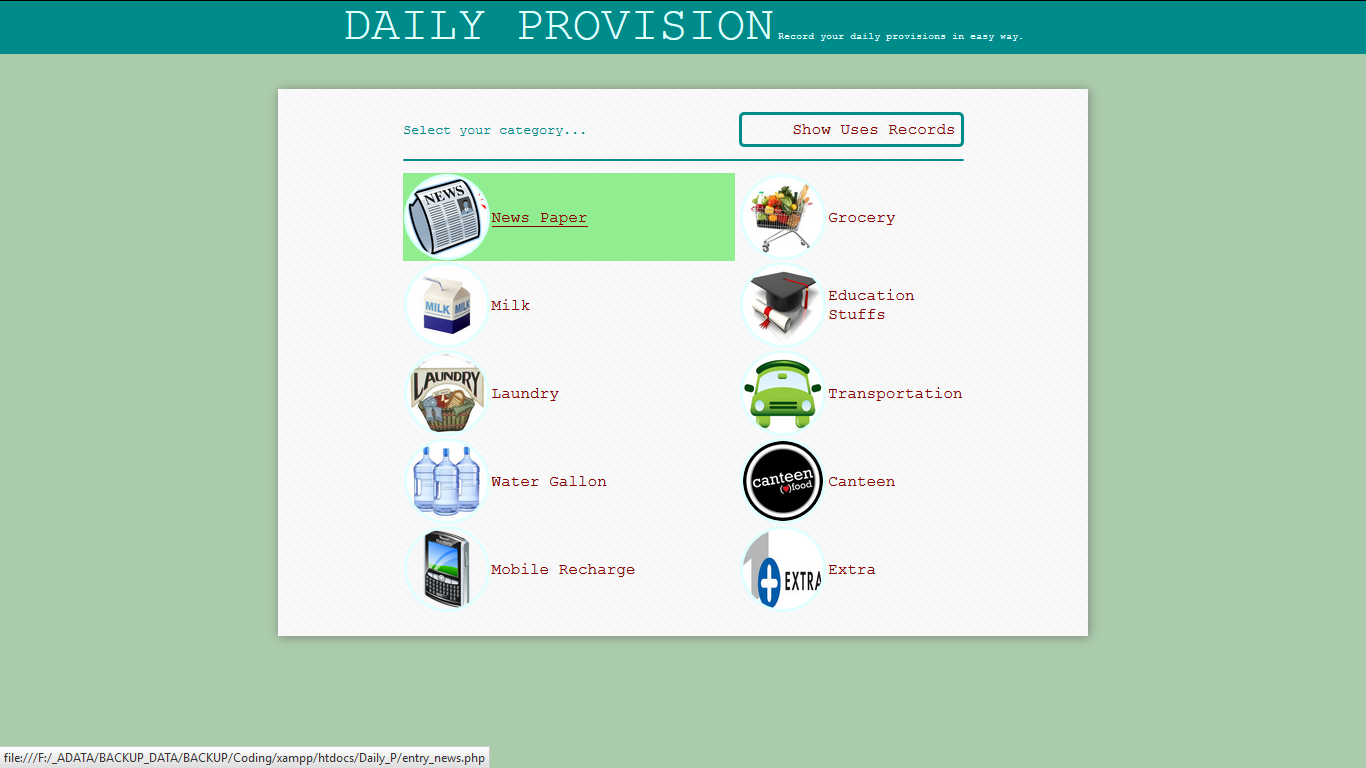 DAILY PROVISION Record your daily provisions in easy way.
Select your category...
Show Uses Records
NEWS
News Paper
Grocery
MILK MILK
Milk
Education
Stuffs
LAUNDRY
Laundry
Transportation
Water Gallon
canteen
food
Canteen
Mobile Recharge
EXTRA
Extra
file:///F:/_ADATA/BACKUP_DATA/BACKUP/Coding/xampp/htdocs/Daily_P/entry_news.php